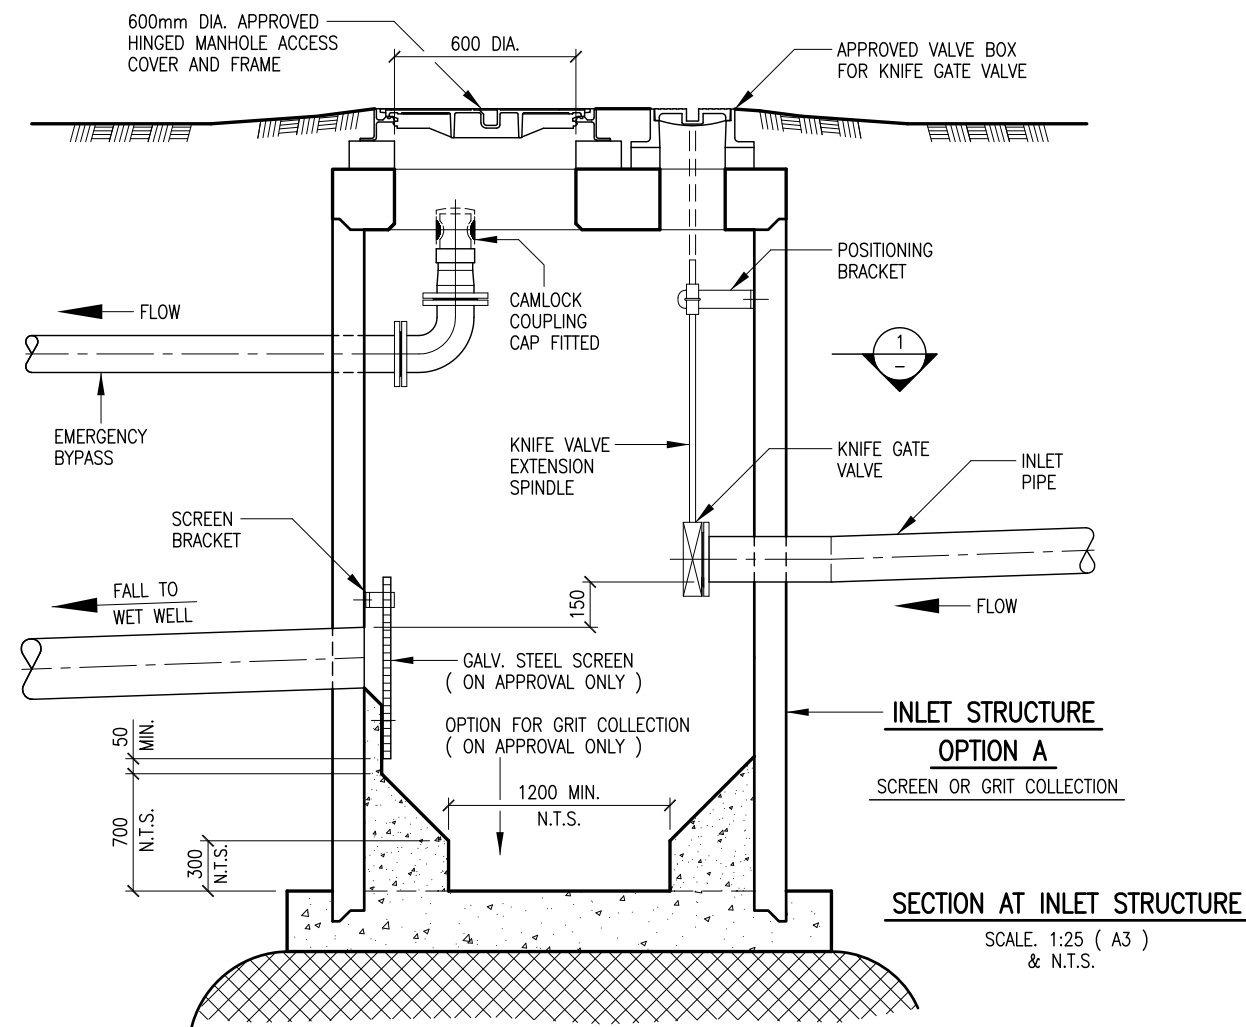 600mm DIA. APPROVED
HINGED MANHOLE ACCESS
COVER AND FRAME
600 DIA.
APPROVED VALVE BOX
FOR KNIFE GATE VALVE
POSITIONING
BRACKET
FLOW
CAMLOCK
COUPLING
CAP FITTED
1
–
EMERGENCY
BYPASS
KNIFE VALVE
EXTENSION
SPINDLE
KNIFE GATE
VALVE
INLET
PIPE
SCREEN
BRACKET
FALL TO
WET WELL
150
FLOW
GALV. STEEL SCREEN
( ON APPROVAL ONLY )
OPTION FOR GRIT COLLECTION
( ON APPROVAL ONLY )
INLET STRUCTURE
OPTION A
SCREEN OR GRIT COLLECTION
50
MIN.
1200 MIN.
N.T.S.
700
N.T.S.
300
N.T.S.
SECTION AT INLET STRUCTURE
SCALE. 1:25 ( A3 )
& N.T.S.